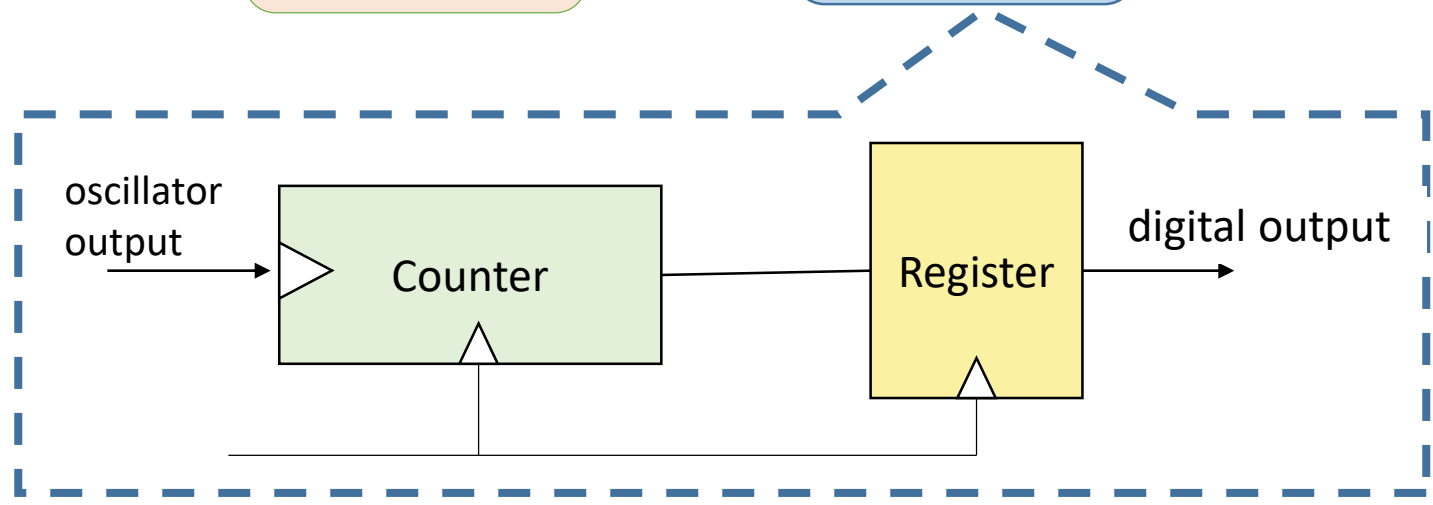 oscillator
output
Counter
Register
digital output